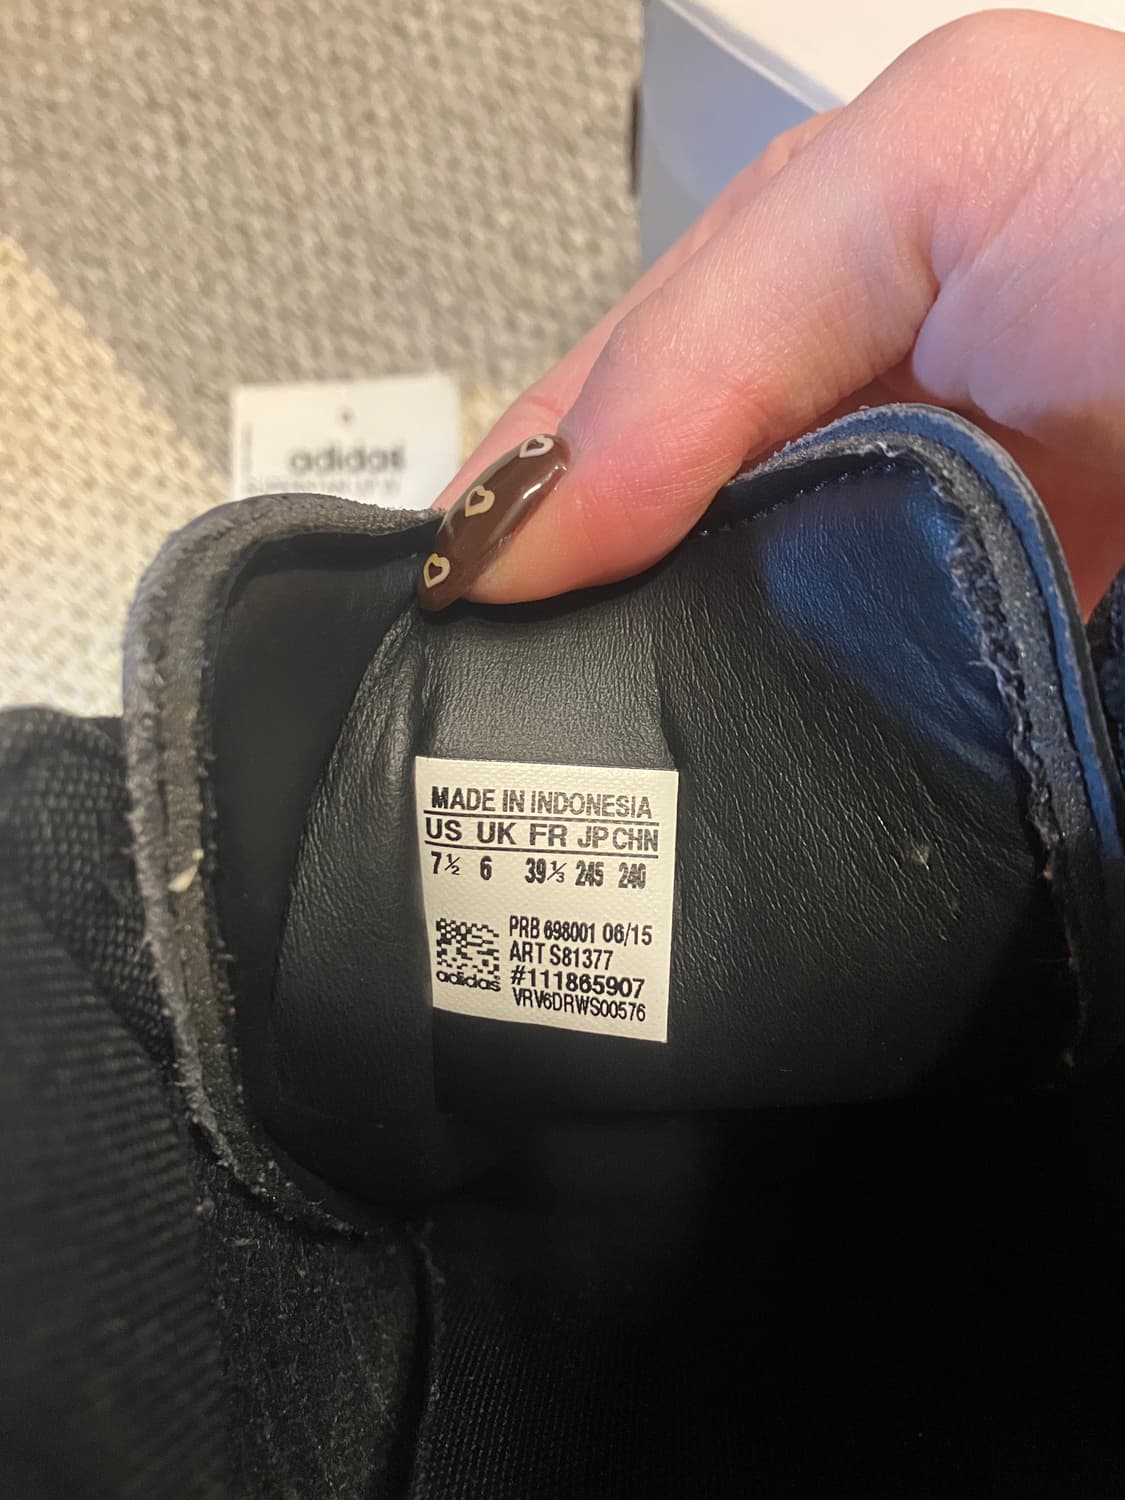 adidas
MADE IN INDONESIA
US UK FR JP CHN
7½ 6 39⅓ 245 240
PRB 698001 06/15
ART S81377
adidas #111865907
VRV6DRWS00576